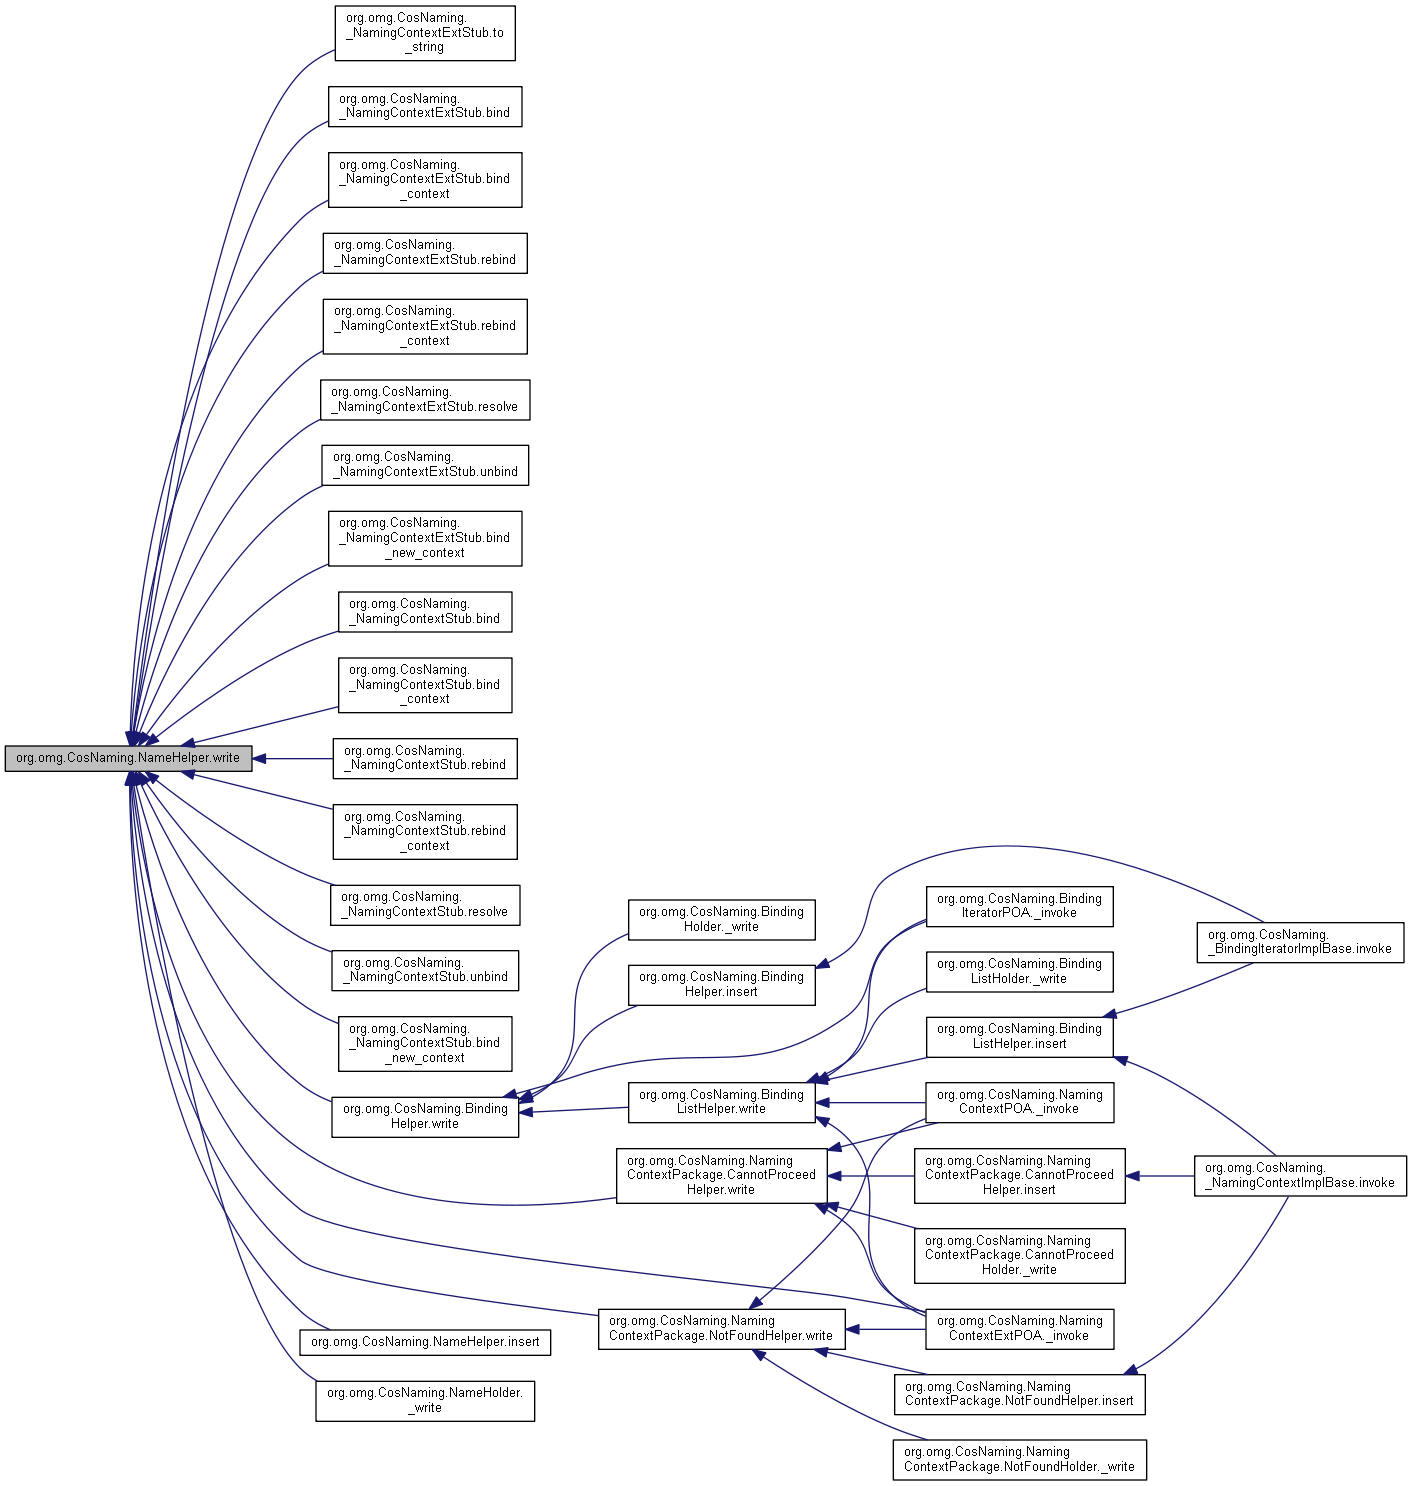 org.omg.CosNaming.
_NamingContextExtStub.to
_string
org.omg.CosNaming.
_NamingContextExtStub.bind
org.omg.CosNaming.
_NamingContextExtStub.bind
_context
org.omg.CosNaming.
_NamingContextExtStub.rebind
org.omg.CosNaming.
_NamingContextExtStub.rebind
_context
org.omg.CosNaming.
_NamingContextExtStub.resolve
org.omg.CosNaming.
_NamingContextExtStub.unbind
org.omg.CosNaming.
_NamingContextExtStub.bind
_new_context
org.omg.CosNaming.
_NamingContextStub.bind
org.omg.CosNaming.
_NamingContextStub.bind
_context
org.omg.CosNaming.NameHelper.write
org.omg.CosNaming.
_NamingContextStub.rebind
org.omg.CosNaming.
_NamingContextStub.rebind
_context
org.omg.CosNaming.
_NamingContextStub.resolve
org.omg.CosNaming.
_NamingContextStub.unbind
org.omg.CosNaming.
_NamingContextStub.bind
_new_context
org.omg.CosNaming.Binding
Helper.write
org.omg.CosNaming.NameHelper.insert
org.omg.CosNaming.NameHolder.
_write
org.omg.CosNaming.Binding
Holder._write
org.omg.CosNaming.Binding
Helper.insert
org.omg.CosNaming.Binding
ListHelper.write
org.omg.CosNaming.Naming
ContextPackage.CannotProceed
Helper.write
org.omg.CosNaming.Naming
ContextPackage.NotFoundHelper.write
org.omg.CosNaming.Binding
IteratorPOA._invoke
org.omg.CosNaming.Binding
ListHolder._write
org.omg.CosNaming.Binding
ListHelper.insert
org.omg.CosNaming.Naming
ContextPOA._invoke
org.omg.CosNaming.Naming
ContextPackage.CannotProceed
Helper.insert
org.omg.CosNaming.Naming
ContextPackage.CannotProceed
Holder._write
org.omg.CosNaming.Naming
ContextExtPOA._invoke
org.omg.CosNaming.Naming
ContextPackage.NotFoundHelper.insert
org.omg.CosNaming.Naming
ContextPackage.NotFoundHolder._write
org.omg.CosNaming.
_BindingIteratorImplBase.invoke
org.omg.CosNaming.
_NamingContextImplBase.invoke